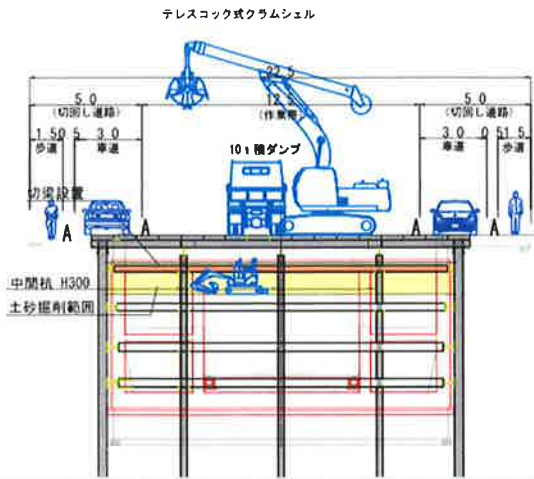 テレスコック式クラムシェル
22.5
5.0
12.5
5.0
(切回し道路)
(作業帯)
(切回し道路)
1.5
0.5
3.0
10t積ダンプ
3.0
0.5
1.5
歩道
車道
車道
歩道
切梁設置
A
A
A
A
中間杭 H300
土砂掘削範囲